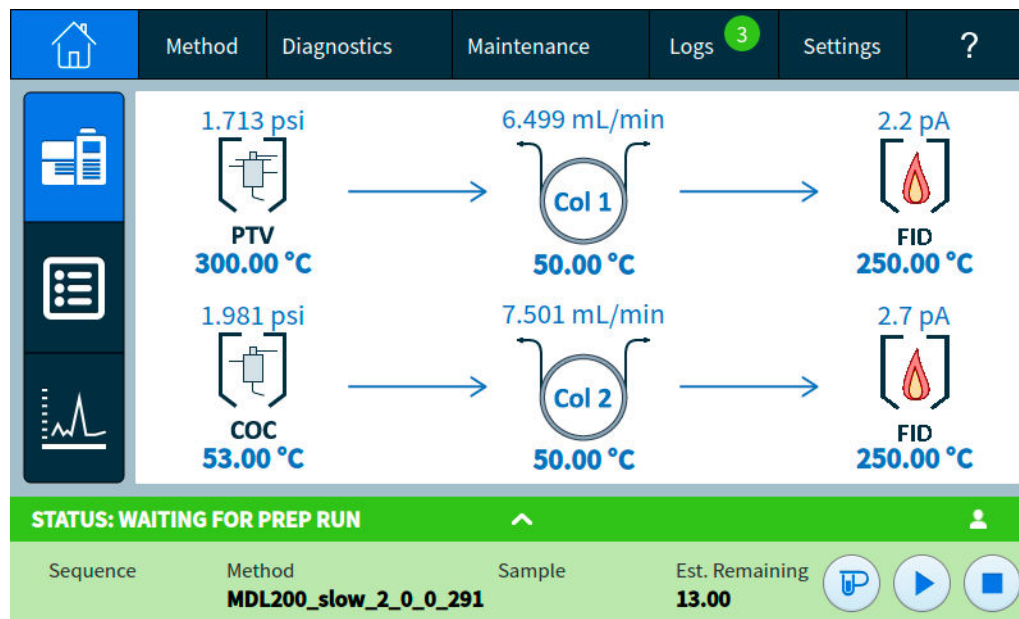 Method Diagnostics Maintenance Logs 3 Settings ?
1.713 psi 6.499 mL/min 2.2 pA
Col 1
PTV FID
300.00 °C 50.00 °C 250.00 °C
1.981 psi 7.501 mL/min 2.7 pA
Col 2
COC FID
53.00 °C 50.00 °C 250.00 °C
STATUS: WAITING FOR PREP RUN
Sequence Method Sample Est. Remaining
MDL200_slow_2_0_0_291 13.00